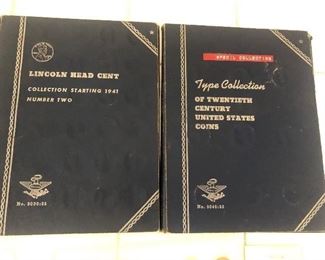 LINCOLN HEAD CENT
COLLECTION STARTING 1941
NUMBER TWO
SPECIAL COLLECTION
Type Collection
OF TWENTIETH
CENTURY
UNITED STATES
COINS